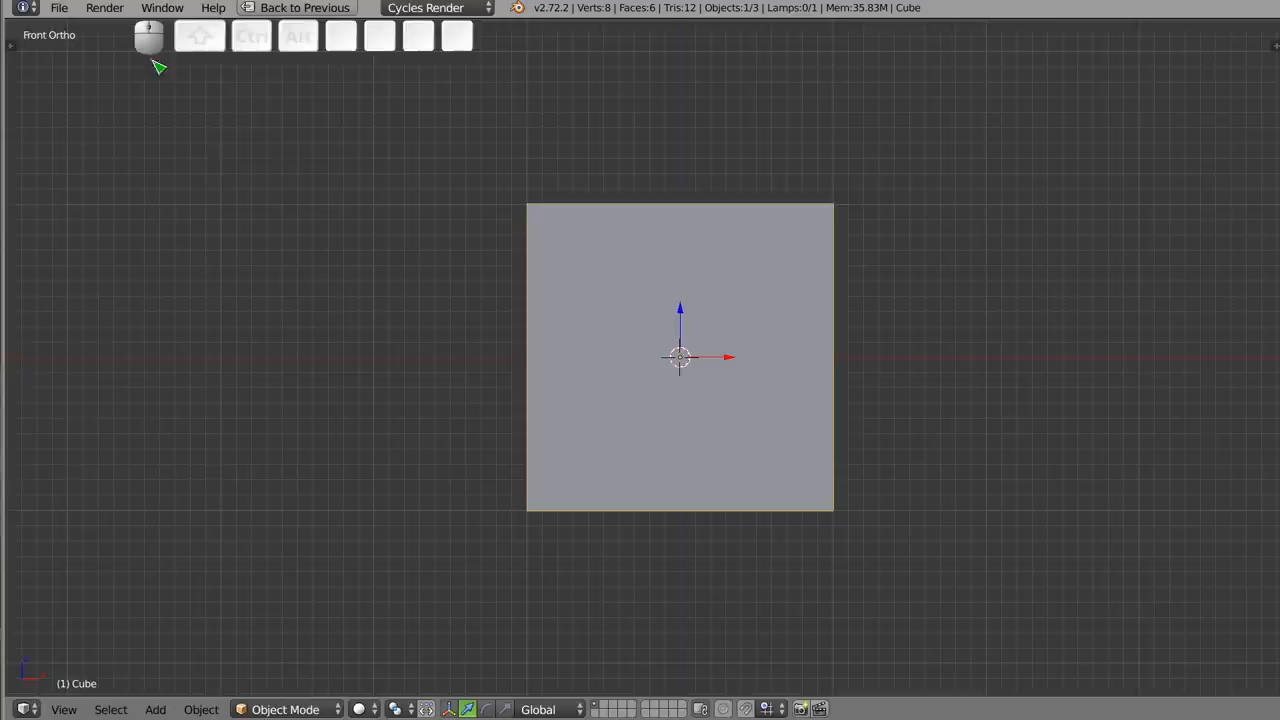 File Render Window Help Back to Previous Cycles Render v2.72.2 | Verts:8 | Faces:6 | Tris:12 | Objects:1/3 | Lamps:0/1 | Mem:35.83M | Cube
Front Ortho
Ctrl Alt
(1) Cube
View Select Add Object Object Mode Global